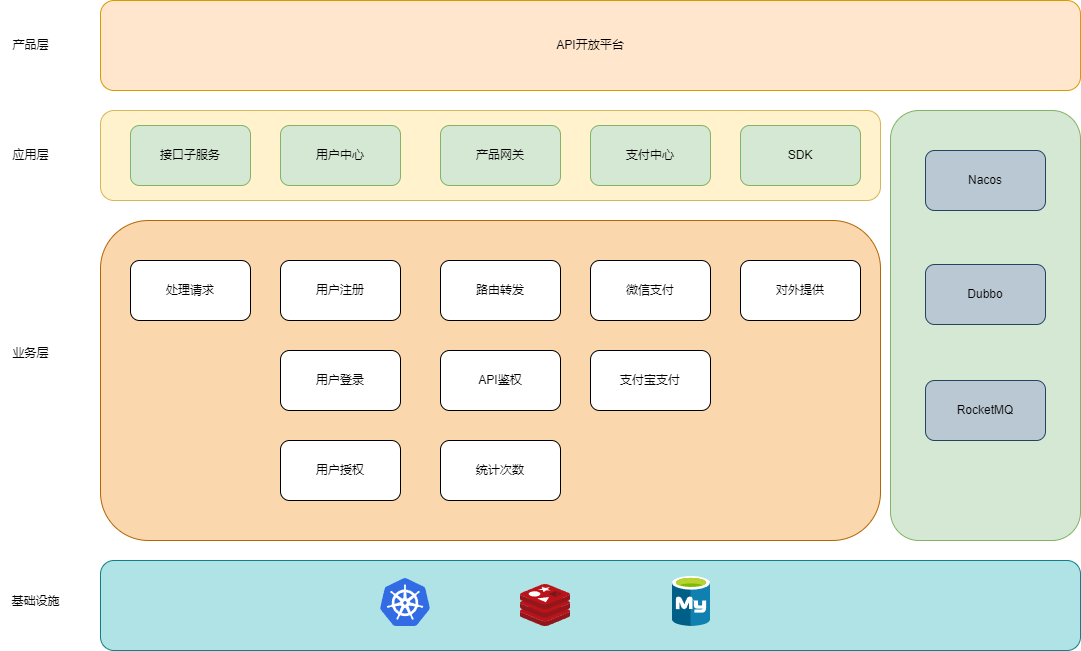 产品层
API开放平台
应用层
接口子服务
用户中心
产品网关
支付中心
SDK
Nacos
Dubbo
RocketMQ
业务层
处理请求
用户注册
路由转发
微信支付
对外提供
用户登录
API鉴权
支付宝支付
用户授权
统计次数
基础设施
My